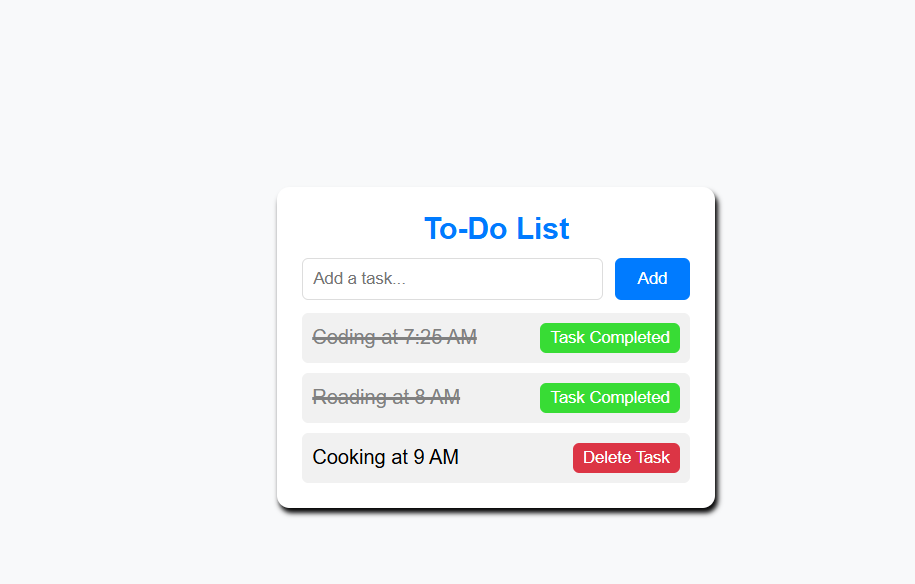 To-Do List
Add a task... Add
Coding at 7:25 AM Task Completed
Reading at 8 AM Task Completed
Cooking at 9 AM Delete Task